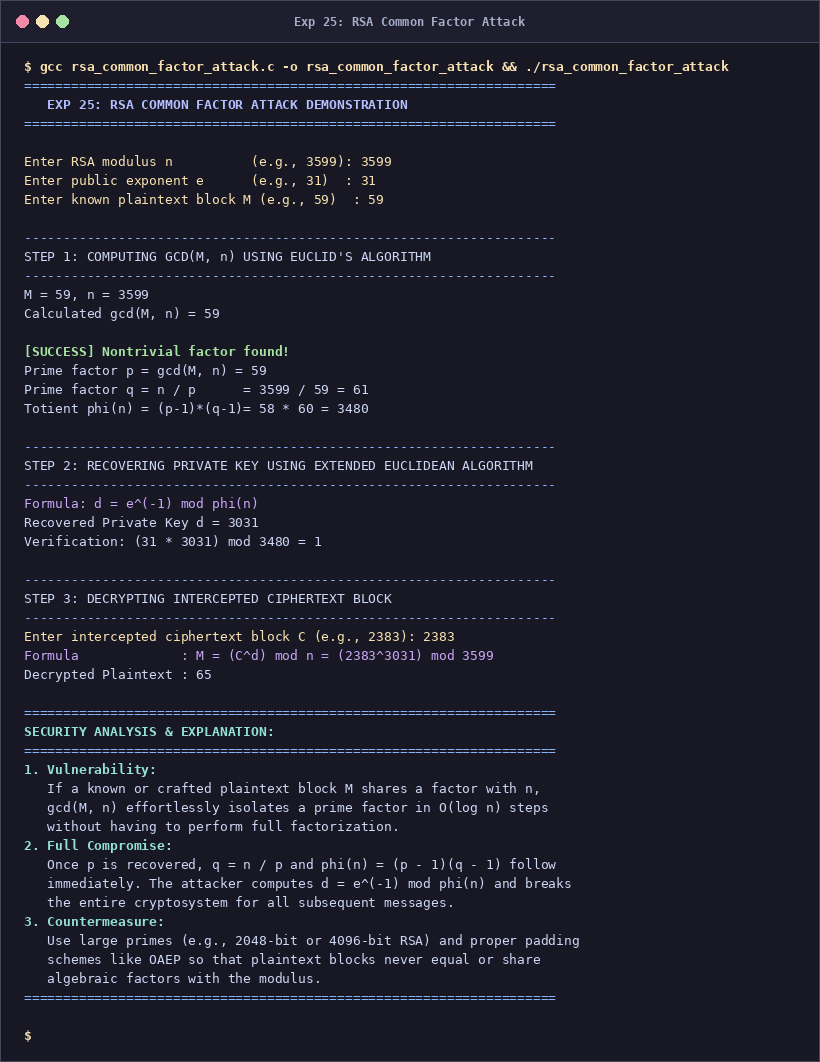 Exp 25: RSA Common Factor Attack
$ gcc rsa_common_factor_attack.c -o rsa_common_factor_attack && ./rsa_common_factor_attack
====================================================================
   EXP 25: RSA COMMON FACTOR ATTACK DEMONSTRATION
====================================================================
Enter RSA modulus n          (e.g., 3599): 3599
Enter public exponent e      (e.g., 31)  : 31
Enter known plaintext block M (e.g., 59)  : 59
--------------------------------------------------------------------
STEP 1: COMPUTING GCD(M, n) USING EUCLID'S ALGORITHM
--------------------------------------------------------------------
M = 59, n = 3599
Calculated gcd(M, n) = 59
[SUCCESS] Nontrivial factor found!
Prime factor p = gcd(M, n) = 59
Prime factor q = n / p      = 3599 / 59 = 61
Totient phi(n) = (p-1)*(q-1)= 58 * 60 = 3480
--------------------------------------------------------------------
STEP 2: RECOVERING PRIVATE KEY USING EXTENDED EUCLIDEAN ALGORITHM
--------------------------------------------------------------------
Formula: d = e^(-1) mod phi(n)
Recovered Private Key d = 3031
Verification: (31 * 3031) mod 3480 = 1
--------------------------------------------------------------------
STEP 3: DECRYPTING INTERCEPTED CIPHERTEXT BLOCK
--------------------------------------------------------------------
Enter intercepted ciphertext block C (e.g., 2383): 2383
Formula             : M = (C^d) mod n = (2383^3031) mod 3599
Decrypted Plaintext : 65
====================================================================
SECURITY ANALYSIS & EXPLANATION:
====================================================================
1. Vulnerability:
   If a known or crafted plaintext block M shares a factor with n,
   gcd(M, n) effortlessly isolates a prime factor in O(log n) steps
   without having to perform full factorization.
2. Full Compromise:
   Once p is recovered, q = n / p and phi(n) = (p - 1)(q - 1) follow
   immediately. The attacker computes d = e^(-1) mod phi(n) and breaks
   the entire cryptosystem for all subsequent messages.
3. Countermeasure:
   Use large primes (e.g., 2048-bit or 4096-bit RSA) and proper padding
   schemes like OAEP so that plaintext blocks never equal or share
   algebraic factors with the modulus.
====================================================================
$